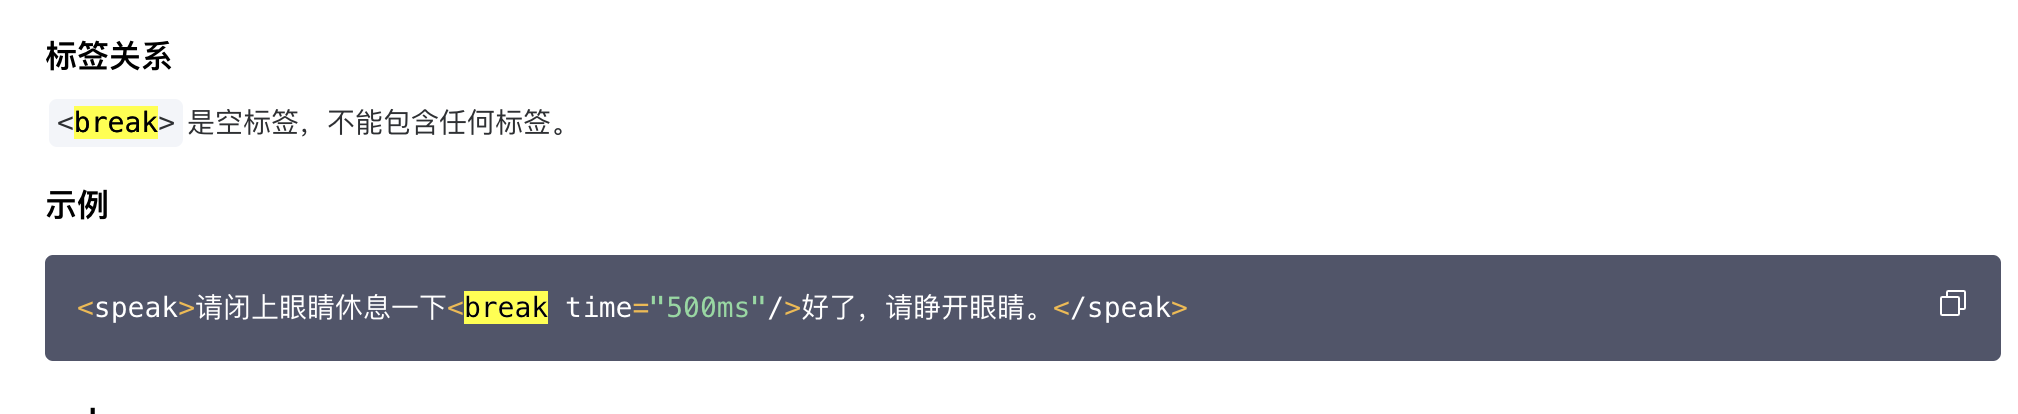 标签关系
<break>是空标签，不能包含任何标签。
示例
<speak>请闭上眼睛休息一下<break time="500ms"/>好了，请睁开眼睛。</speak>